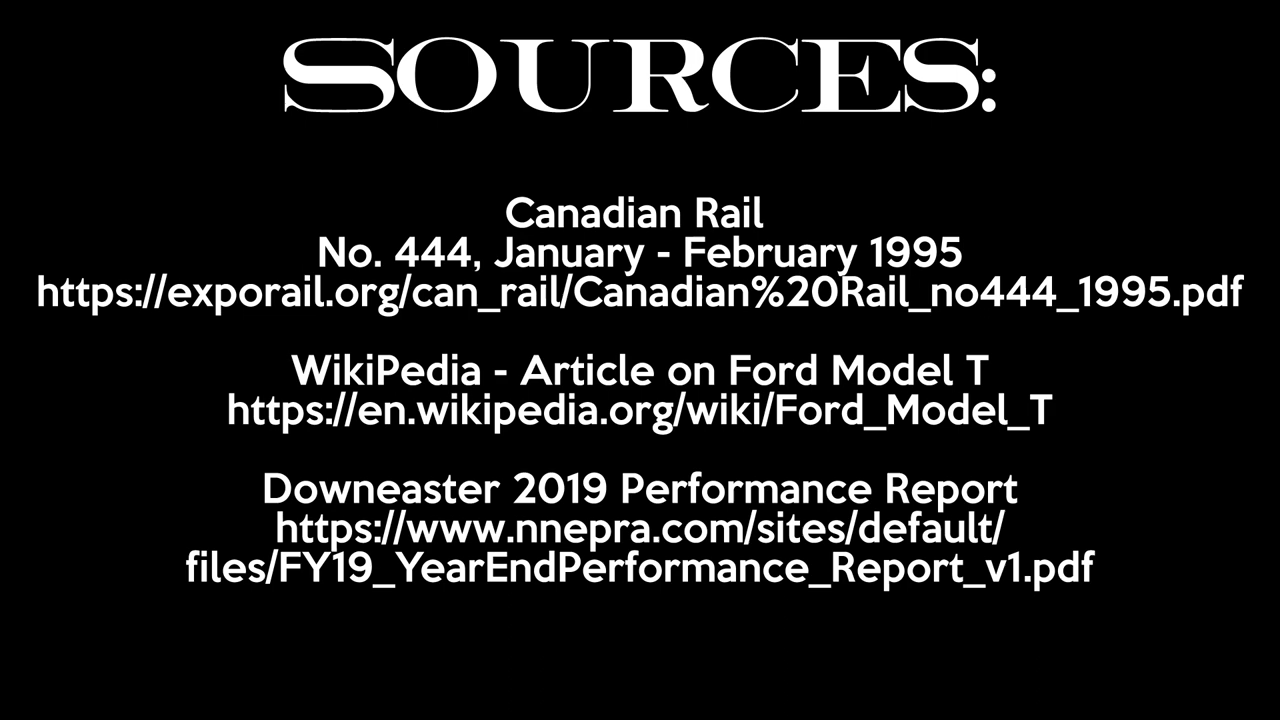 SOURCES:
Canadian Rail
No. 444, January - February 1995
https://exporail.org/can_rail/Canadian%20Rail_no444_1995.pdf
WikiPedia - Article on Ford Model T
https://en.wikipedia.org/wiki/Ford_Model_T
Downeaster 2019 Performance Report
https://www.nnepra.com/sites/default/
files/FY19_YearEndPerformance_Report_v1.pdf